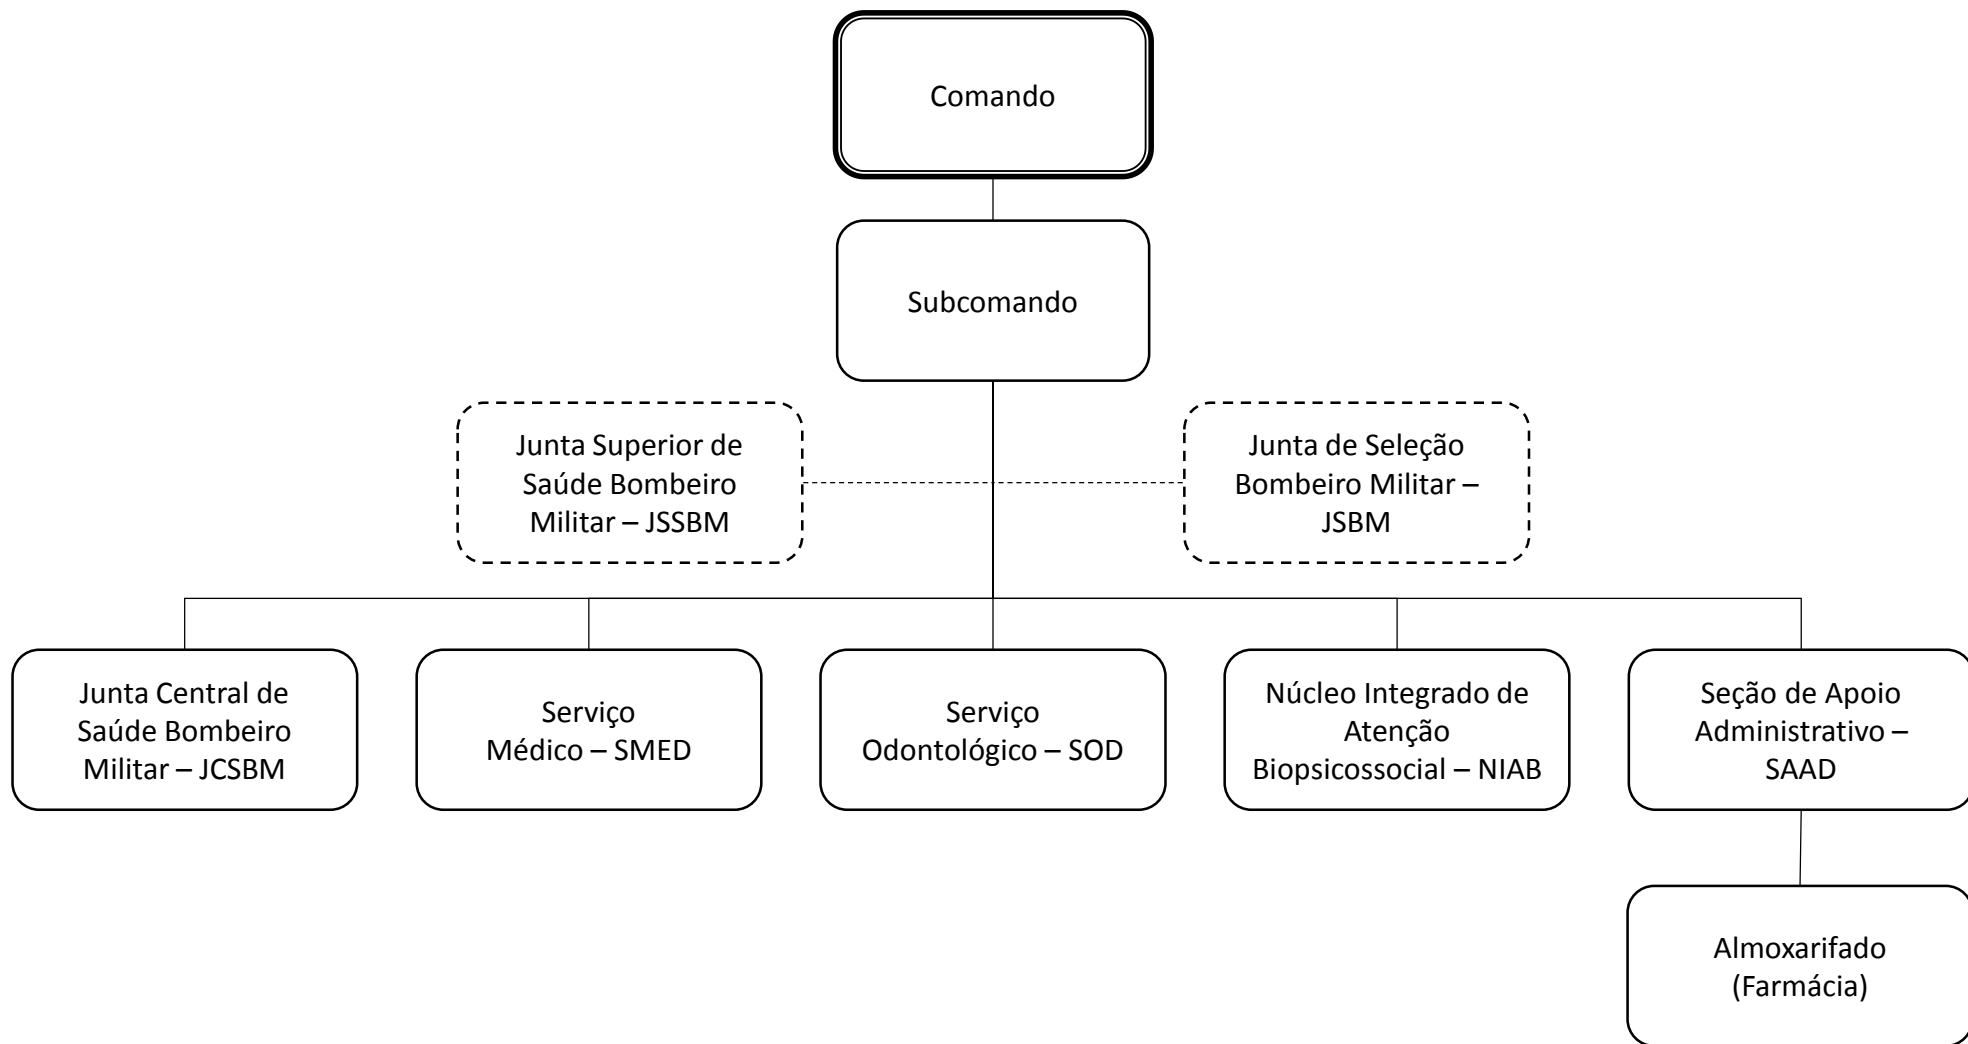 Comando
Subcomando
Junta Superior de
Saúde Bombeiro
Militar – JSSBM
Junta de Seleção
Bombeiro Militar –
JSBM
Junta Central de
Saúde Bombeiro
Militar – JCSBM
Serviço
Médico – SMED
Serviço
Odontológico – SOD
Núcleo Integrado de
Atenção
Biopsicossocial – NIAB
Seção de Apoio
Administrativo –
SAAD
Almoxarifado
(Farmácia)